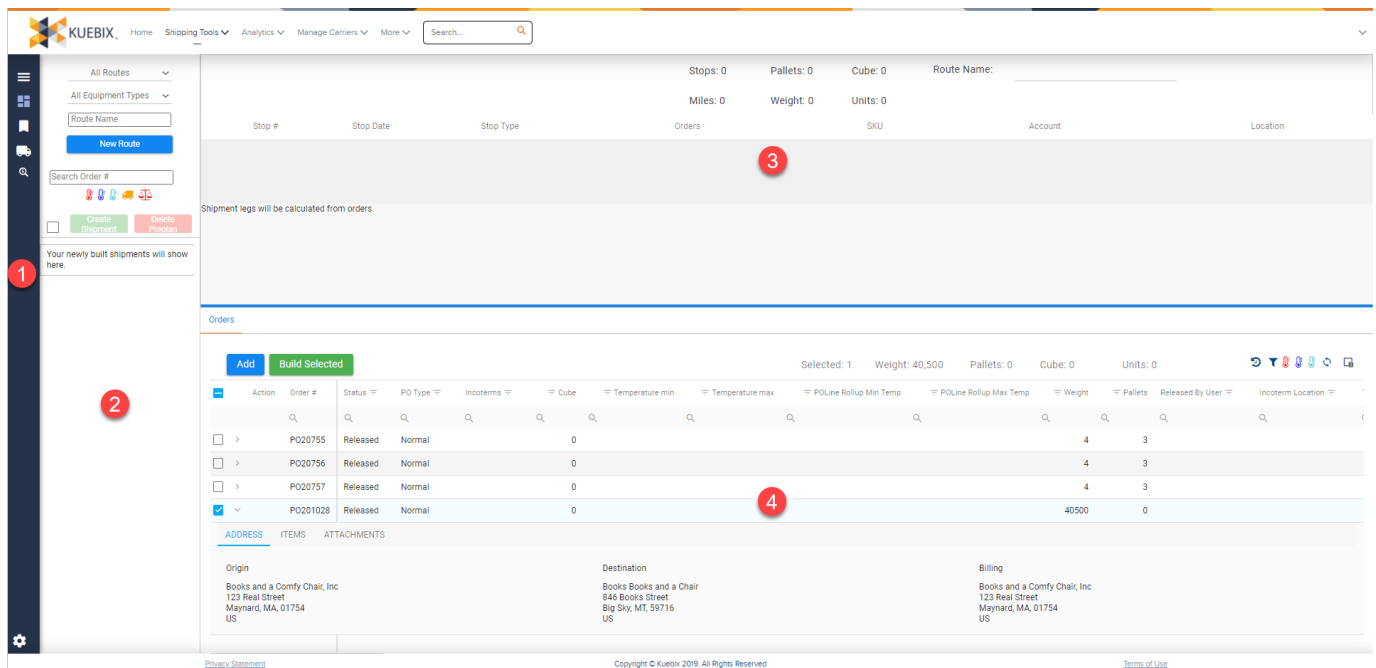 KUEBIX. Home Shipping Tools Analytics Manage Carriers More Search...
All Routes
All Equipment Types
Route Name
New Route
Search Order #
Create Shipment
Delete Preplan
Your newly built shipments will show
here.
1
2
Stops: 0 Pallets: 0 Cube: 0 Route Name:
Miles: 0 Weight: 0 Units: 0
Stop # Stop Date Stop Type Orders SKU Account Location
3
Shipment legs will be calculated from orders.
Orders
Add Build Selected Selected: 1 Weight: 40,500 Pallets: 0 Cube: 0 Units: 0
Action Order # Status PO Type Incoterms Cube Temperature min Temperature max POLine Rollup Min Temp POLine Rollup Max Temp Weight Pallets Released By User Incoterm Location
PO20755 Released Normal 0 4 3
PO20756 Released Normal 0 4 3
PO20757 Released Normal 0 4 3
PO201028 Released Normal 0 40500 0
4
ADDRESS ITEMS ATTACHMENTS
Origin Destination Billing
Books and a Comfy Chair, Inc Books Books and a Chair Books and a Comfy Chair, Inc
123 Real Street 846 Books Street 123 Real Street
Maynard, MA, 01754 Big Sky, MT, 59716 Maynard, MA, 01754
US US US
Privacy Statement Copyright © Kuebix 2019. All Rights Reserved Terms of Use